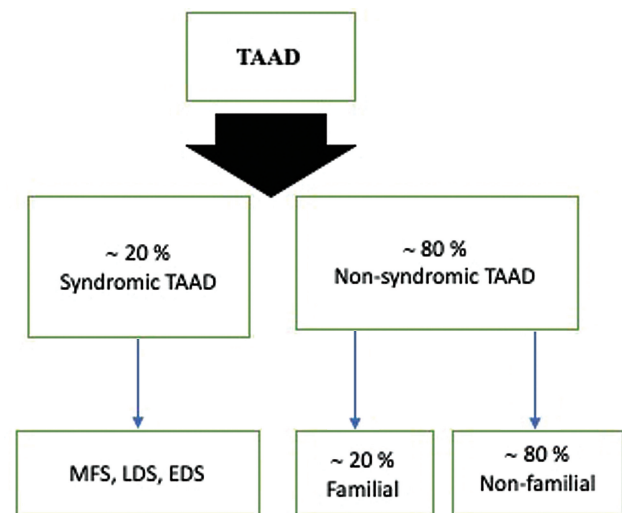 TAAD
~ 20 %
Syndromic TAAD
~ 80 %
Non-syndromic TAAD
MFS, LDS, EDS
~ 20 %
Familial
~ 80 %
Non-familial